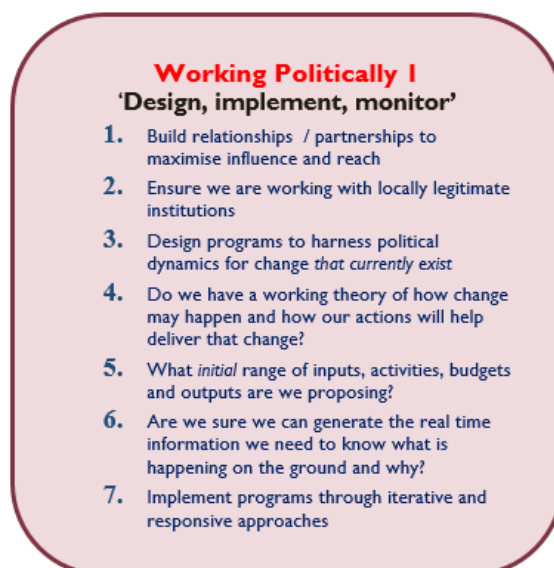 Working Politically 1
‘Design, implement, monitor’
1. Build relationships / partnerships to
maximise influence and reach
2. Ensure we are working with locally legitimate
institutions
3. Design programs to harness political
dynamics for change that currently exist
4. Do we have a working theory of how change
may happen and how our actions will help
deliver that change?
5. What initial range of inputs, activities, budgets
and outputs are we proposing?
6. Are we sure we can generate the real time
information we need to know what is
happening on the ground and why?
7. Implement programs through iterative and
responsive approaches